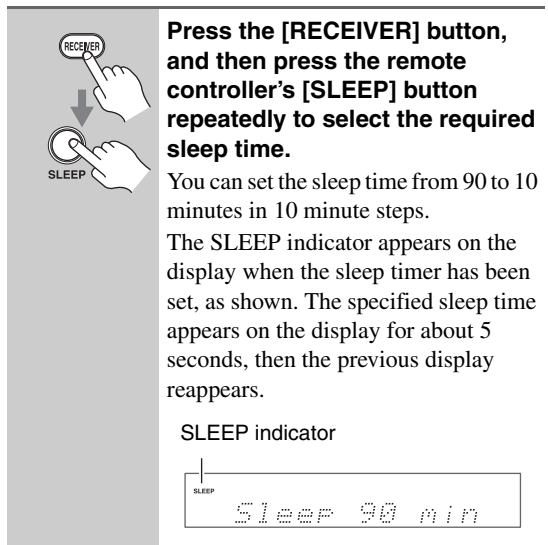 RECEIVER
SLEEP
Press the [RECEIVER] button,
and then press the remote
controller’s [SLEEP] button
repeatedly to select the required
sleep time.
You can set the sleep time from 90 to 10
minutes in 10 minute steps.
The SLEEP indicator appears on the
display when the sleep timer has been
set, as shown. The specified sleep time
appears on the display for about 5
seconds, then the previous display
reappears.
SLEEP indicator
SLEEP
Sleep 90 min